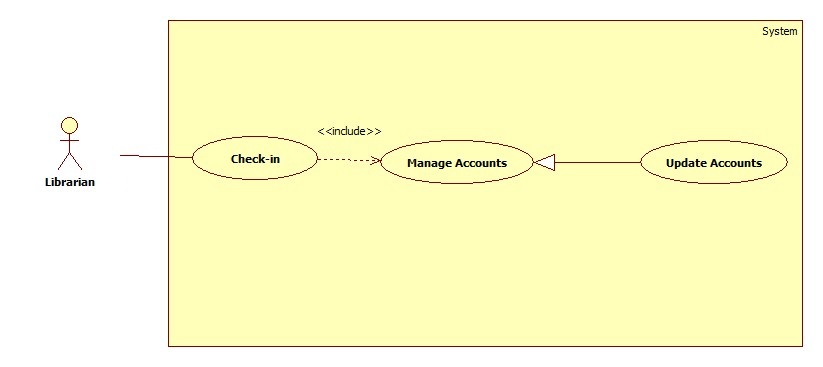 System
<<include>>
Check-in
Manage Accounts
Update Accounts
Librarian